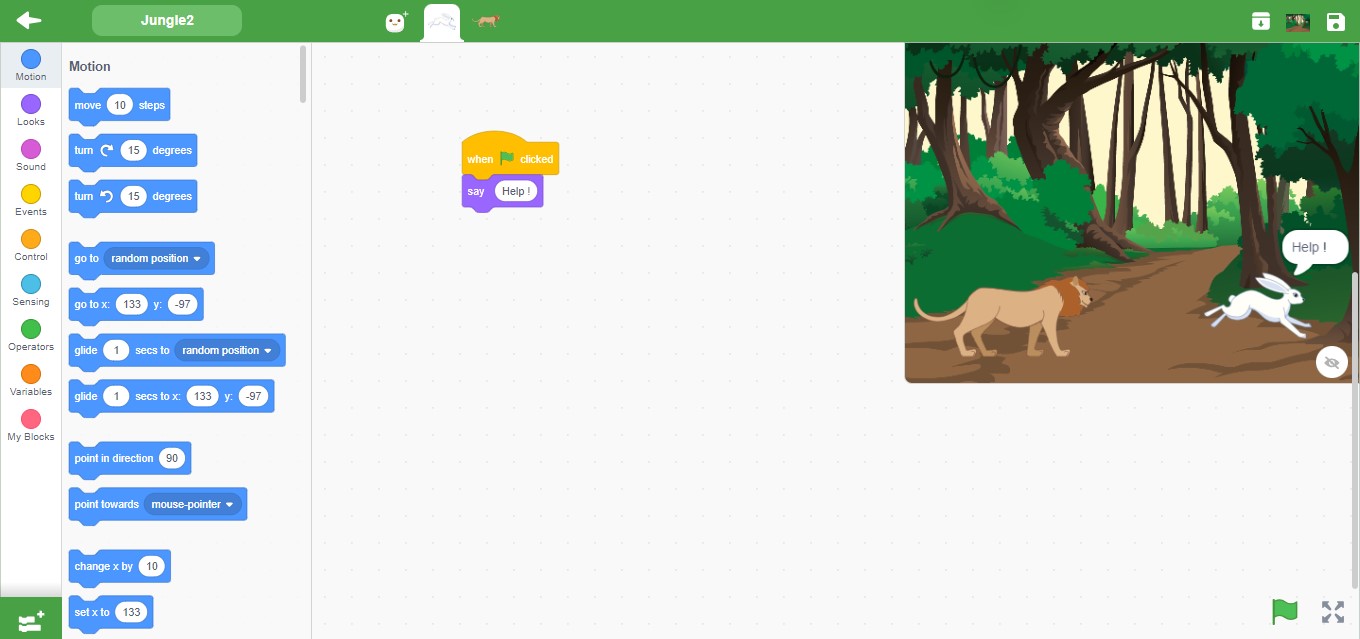 Jungle2
Motion
Looks
Sound
Events
Control
Sensing
Operators
Variables
My Blocks
Motion
move 10 steps
turn 15 degrees
turn 15 degrees
go to random position
go to x: 133 y: -97
glide 1 secs to random position
glide 1 secs to x: 133 y: -97
point in direction 90
point towards mouse-pointer
change x by 10
set x to 133
when clicked
say Help !
Help !